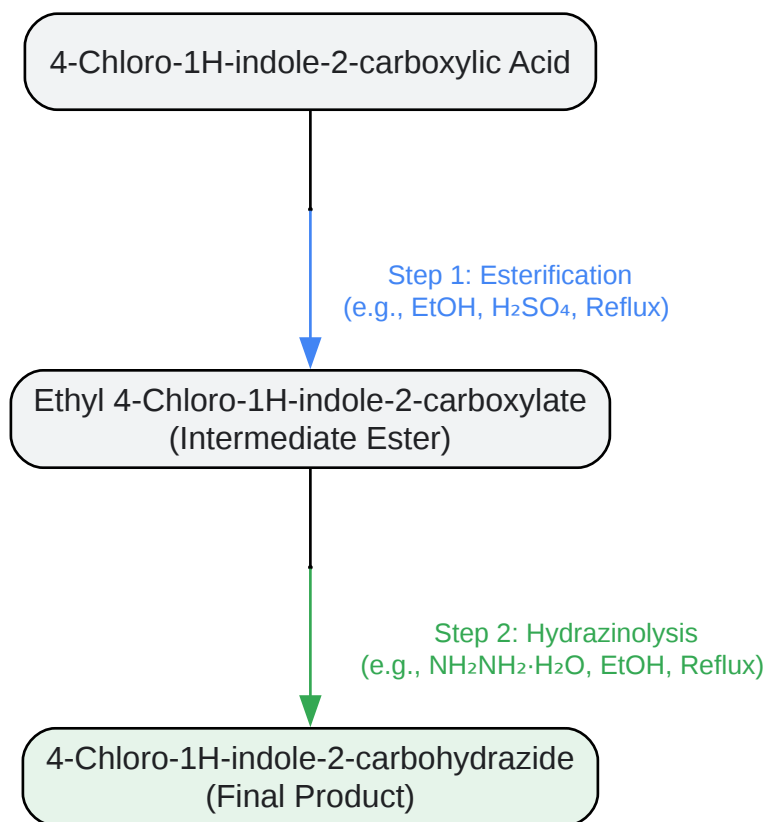 4-Chloro-1H-indole-2-carboxylic Acid
Step 1: Esterification
(e.g., EtOH, H₂SO₄, Reflux)
Ethyl 4-Chloro-1H-indole-2-carboxylate
(Intermediate Ester)
Step 2: Hydrazinolysis
(e.g., NH₂NH₂·H₂O, EtOH, Reflux)
4-Chloro-1H-indole-2-carbohydrazide
(Final Product)